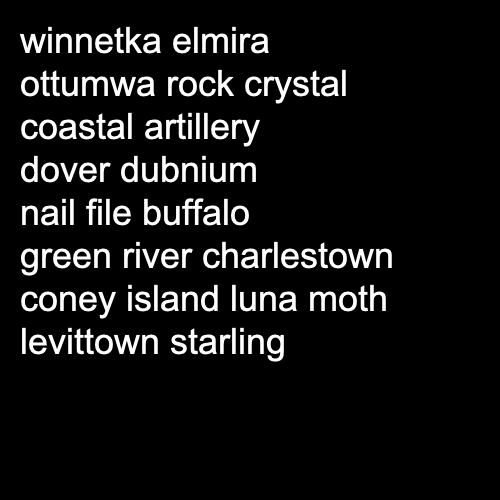 winnetka elmira
ottumwa rock crystal
coastal artillery
dover dubnium
nail file buffalo
green river charlestown
coney island luna moth
levittown starling